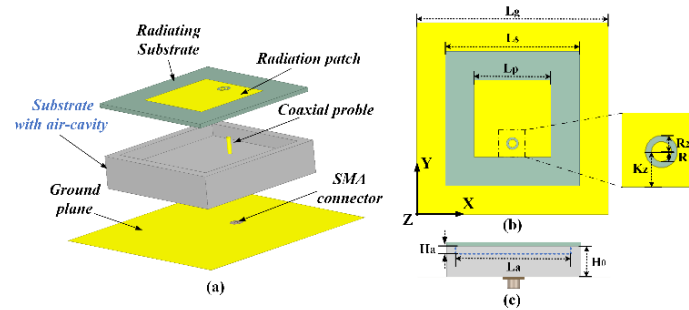 Radiating
Substrate
Radiation patch
Substrate
with air-cavity
Coaxial proble
Ground
plane
SMA
connector
(a)
Lg
Ls
Lp
Y
Z
X
(b)
R2
R
Kz
Ha
La
H0
(c)